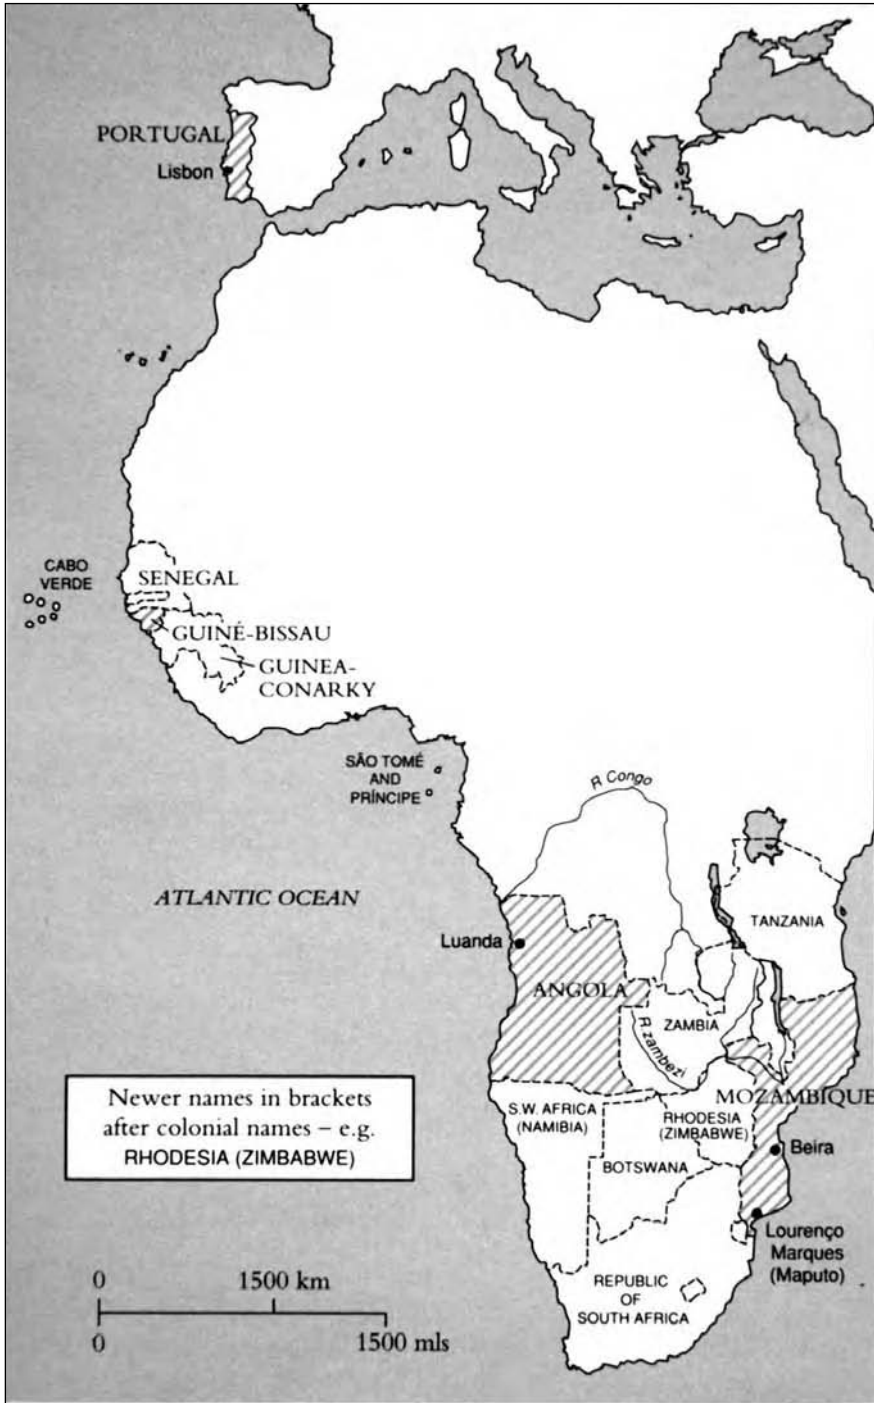 PORTUGAL
Lisbon
CABO
VERDE
SENEGAL
GUINÉ-BISSAU
GUINEA-
CONARKY
SÃO TOMÉ
AND
PRÍNCIPE
R Congo
ATLANTIC OCEAN
TANZANIA
Luanda
ANGOLA
ZAMBIA
R zambezi
MOZAMBIQUE
S.W. AFRICA
(NAMIBIA)
RHODESIA
(ZIMBABWE)
BOTSWANA
Beira
Newer names in brackets
after colonial names – e.g.
RHODESIA (ZIMBABWE)
Lourenço
Marques
(Maputo)
REPUBLIC
OF
SOUTH AFRICA
0 1500 km
0 1500 mls